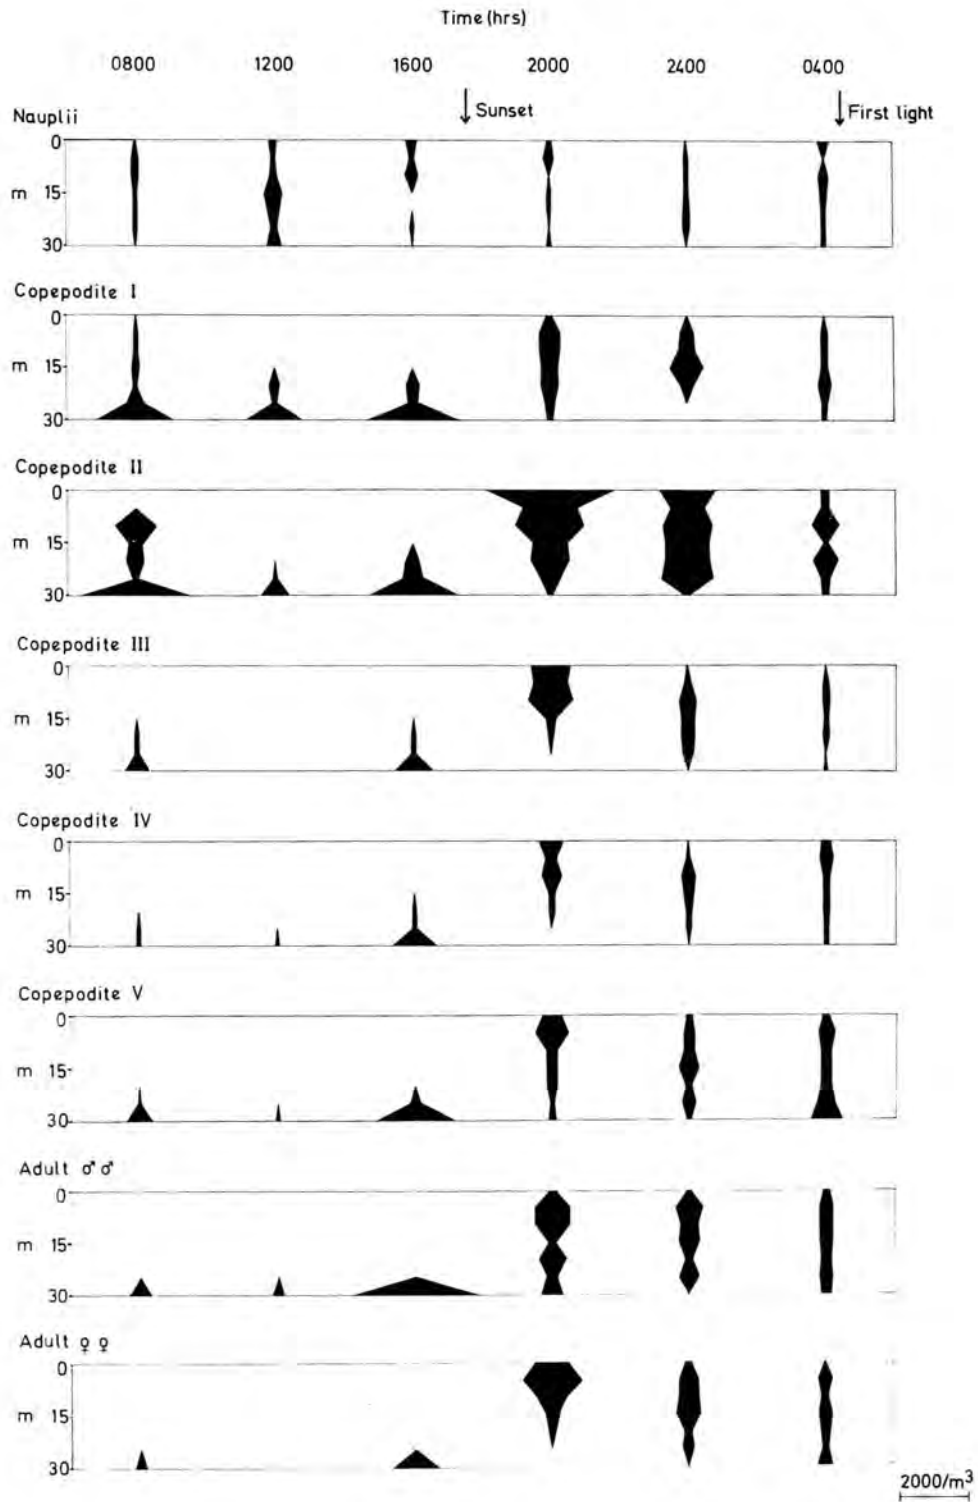 Time (hrs)
0800 1200 1600 2000 2400 0400
Sunset First light
Nauplii
0
m 15
30
Copepodite I
0
m 15
30
Copepodite II
0
m 15
30
Copepodite III
0
m 15
30
Copepodite IV
0
m 15
30
Copepodite V
0
m 15
30
Adult ♂♂
0
m 15
30
Adult ♀♀
0
m 15
30
2000/m³